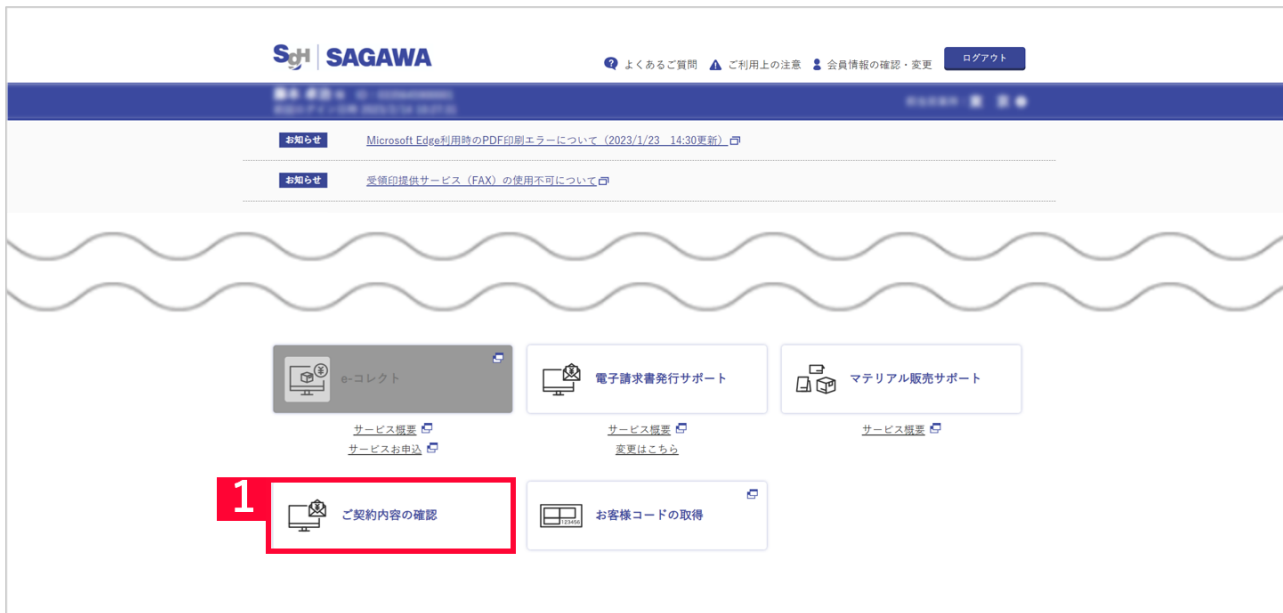 SGH SAGAWA
よくあるご質問 ご利用上の注意 会員情報の確認・変更 ログアウト
お知らせ Microsoft Edge利用時のPDF印刷エラーについて（2023/1/23 14:30更新）
お知らせ 受領印提供サービス（FAX）の使用不可について
e-コレクト 電子請求書発行サポート マテリアル販売サポート
サービス概要 サービス概要 サービス概要
サービスお申込 変更はこちら
1 ご契約内容の確認 お客様コードの取得
123456